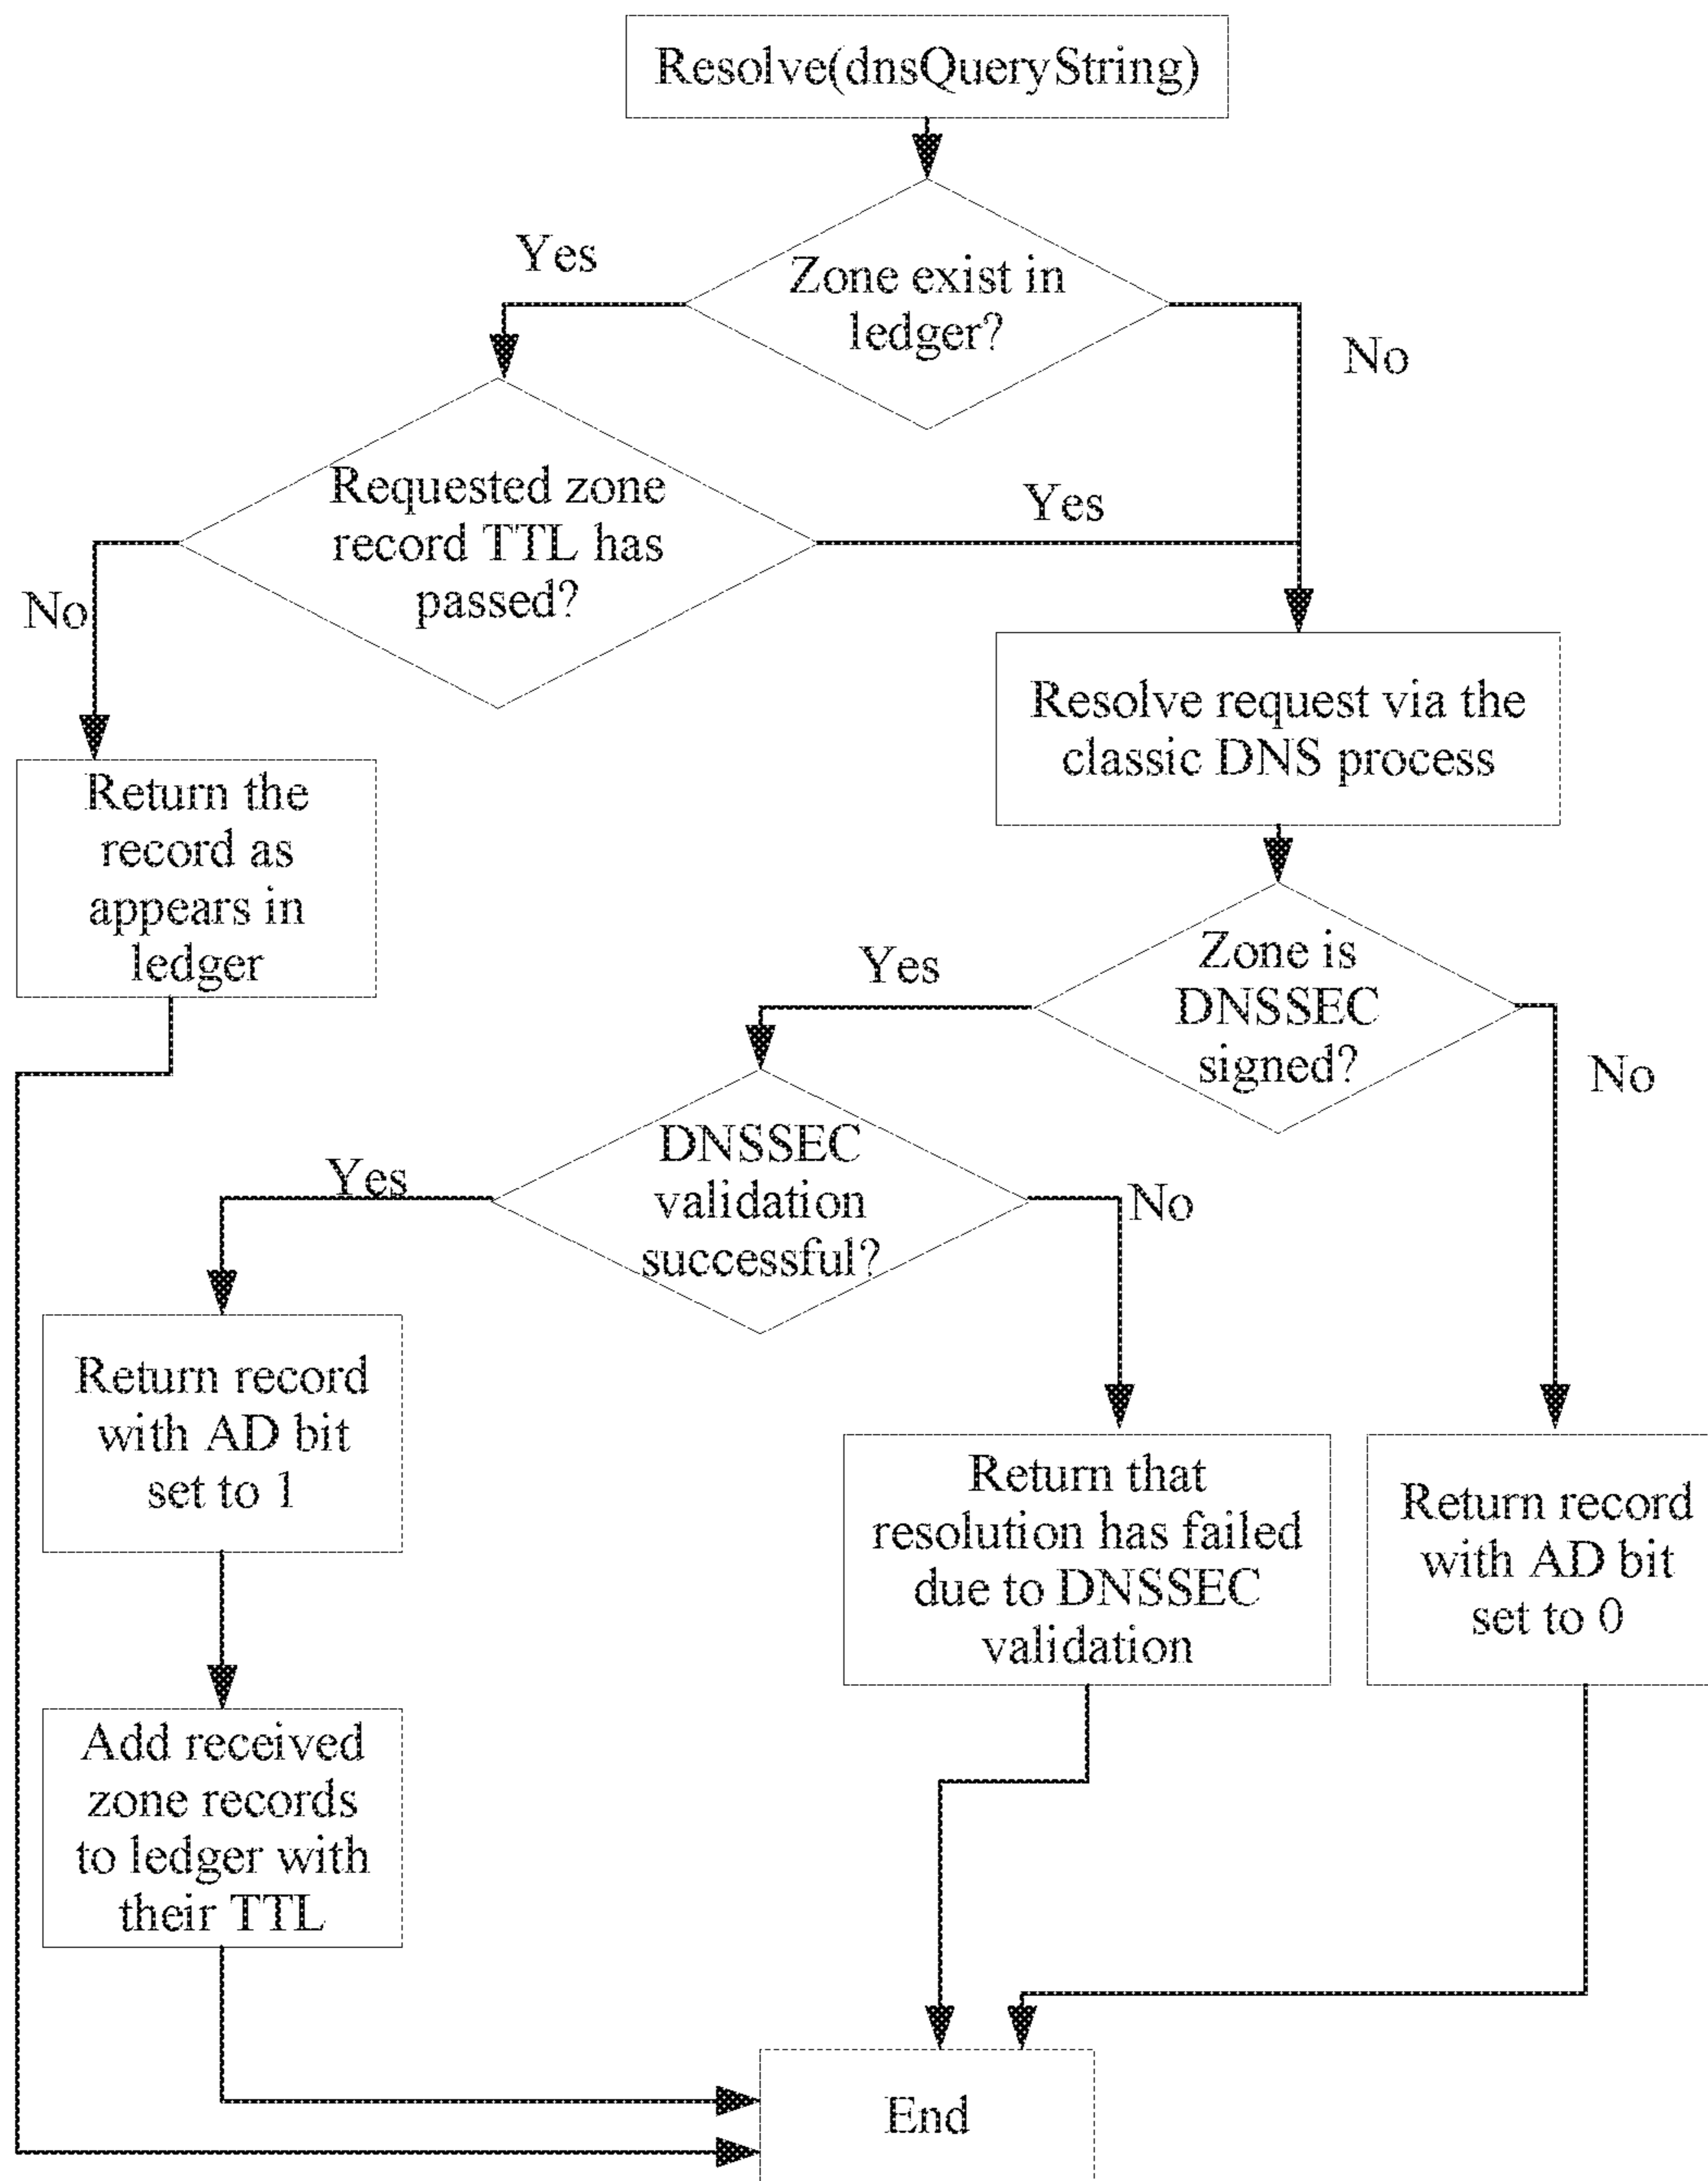 Resolve(dnsQueryString)
Yes
Zone exist in
ledger?
No
Requested zone
record TTL has
passed?
Yes
No
Resolve request via the
classic DNS process
Return the
record as
appears in
ledger
Zone is
DNSSEC
signed?
Yes
No
DNSSEC
validation
successful?
Yes
No
Return record
with AD bit
set to 1
Return that
resolution has failed
due to DNSSEC
validation
Return record
with AD bit
set to 0
Add received
zone records
to ledger with
their TTL
End